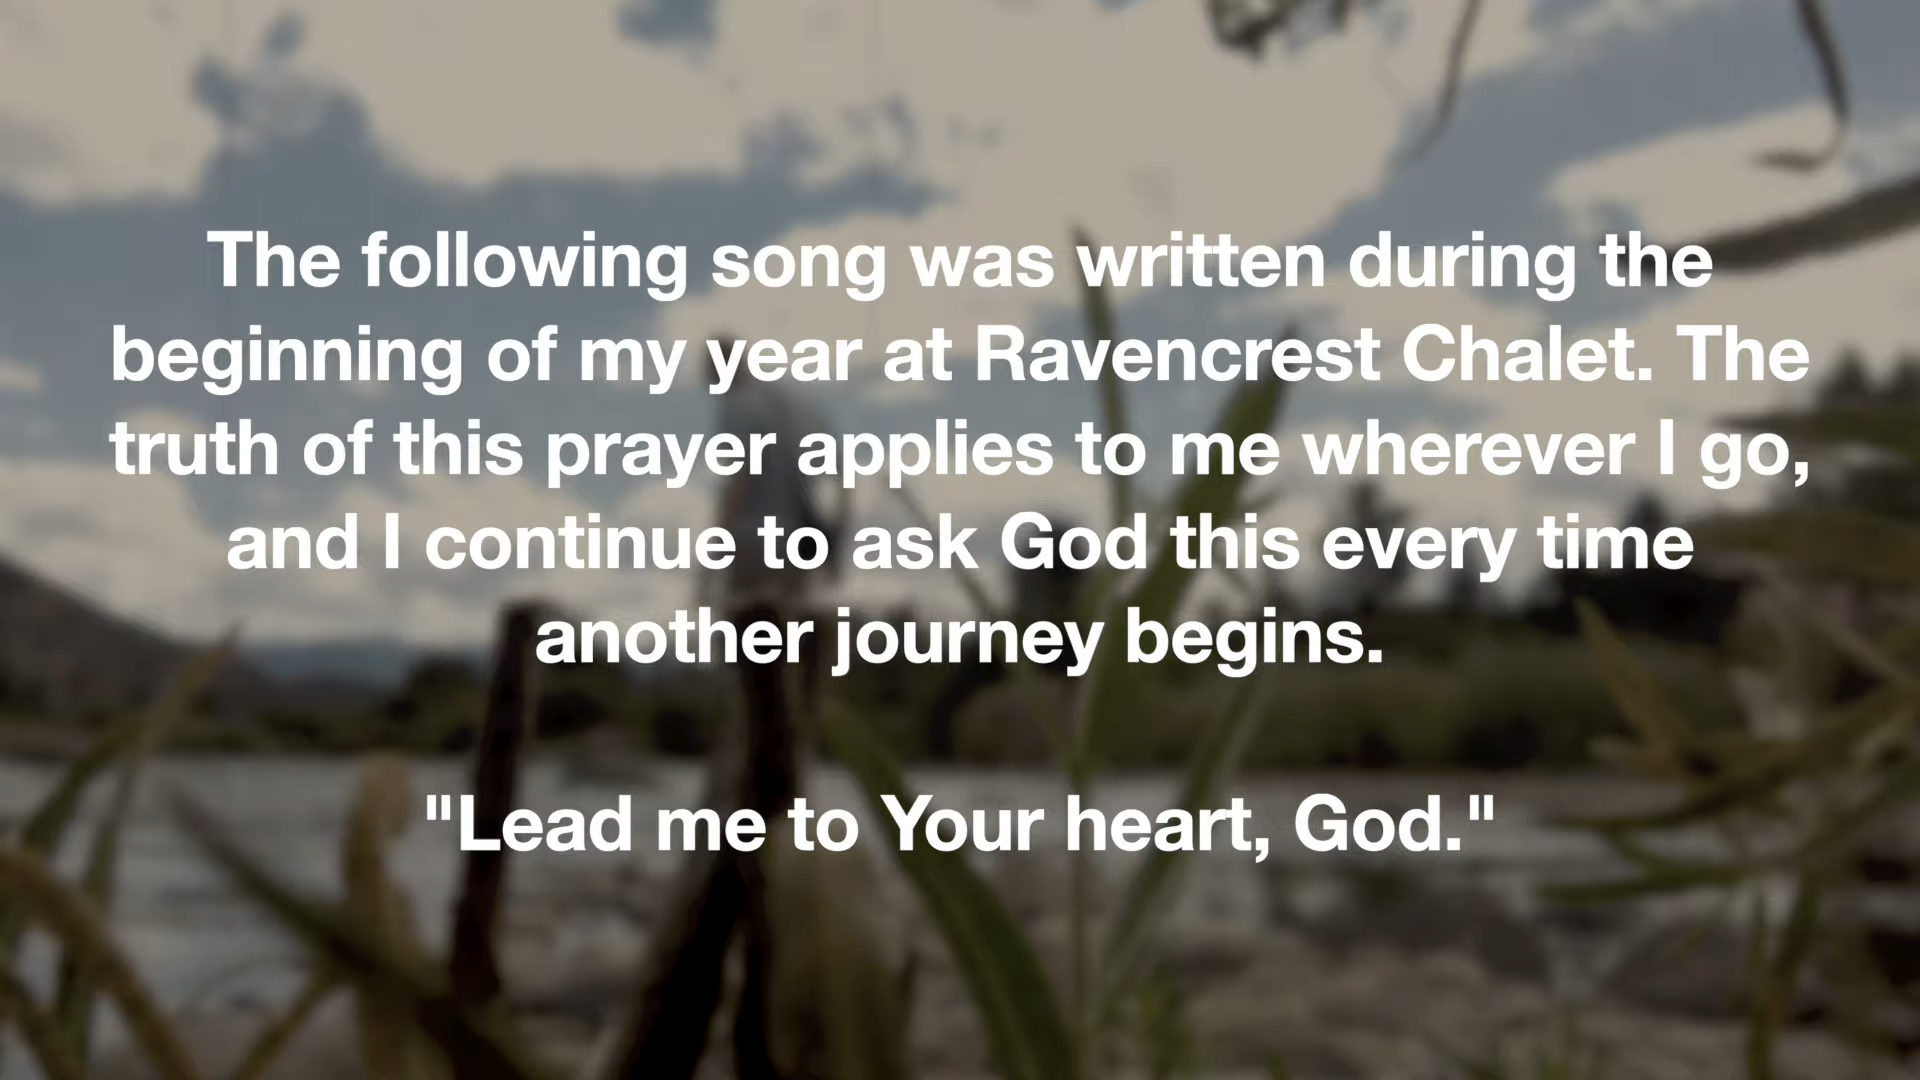 The following song was written during the
beginning of my year at Ravencrest Chalet. The
truth of this prayer applies to me wherever I go,
and I continue to ask God this every time
another journey begins.
"Lead me to Your heart, God."